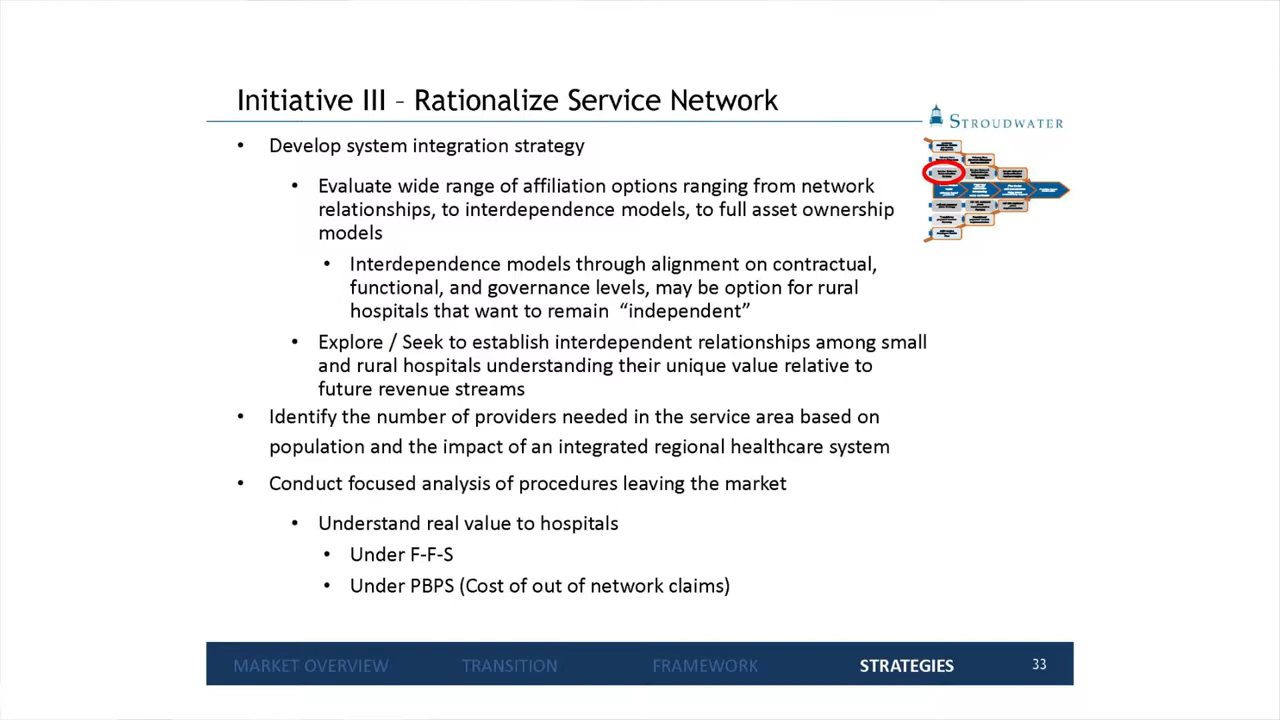 Initiative III – Rationalize Service Network
STROUDWATER
• Develop system integration strategy
• Evaluate wide range of affiliation options ranging from network
relationships, to interdependence models, to full asset ownership
models
• Interdependence models through alignment on contractual,
functional, and governance levels, may be option for rural
hospitals that want to remain “independent”
• Explore / Seek to establish interdependent relationships among small
and rural hospitals understanding their unique value relative to
future revenue streams
• Identify the number of providers needed in the service area based on
population and the impact of an integrated regional healthcare system
• Conduct focused analysis of procedures leaving the market
• Understand real value to hospitals
• Under F-F-S
• Under PBPS (Cost of out of network claims)
MARKET OVERVIEW TRANSITION FRAMEWORK STRATEGIES 33